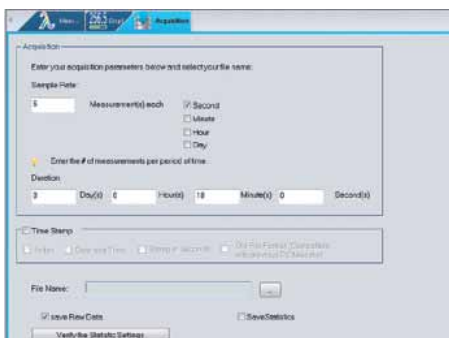 Acquisition
Acquisition
Enter your acquisition parameters below and select your file name:
Sample Rate:
5 Measurement(s) each Second
Minute
Hour
Day
Enter the # of measurements per period of time
Duration
0 Day(s) 0 Hour(s) 10 Minute(s) 0 Second(s)
Time Stamp
Date and Time
File Name: ...
save Raw Data Save Statistics
Verify the Statistic Settings